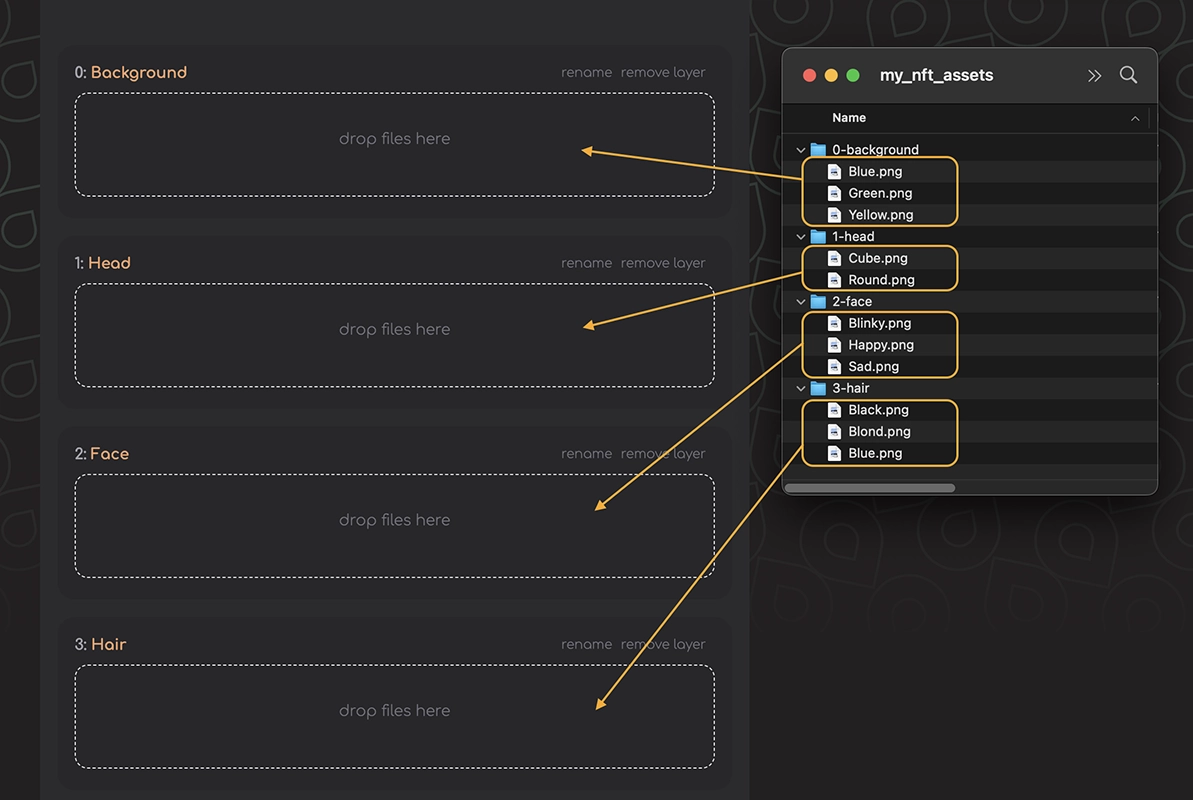 0: Background
rename remove layer
drop files here
1: Head
rename remove layer
drop files here
2: Face
rename remove layer
drop files here
3: Hair
rename remove layer
drop files here
my_nft_assets
Name
0-background
Blue.png
Green.png
Yellow.png
1-head
Cube.png
Round.png
2-face
Blinky.png
Happy.png
Sad.png
3-hair
Black.png
Blond.png
Blue.png